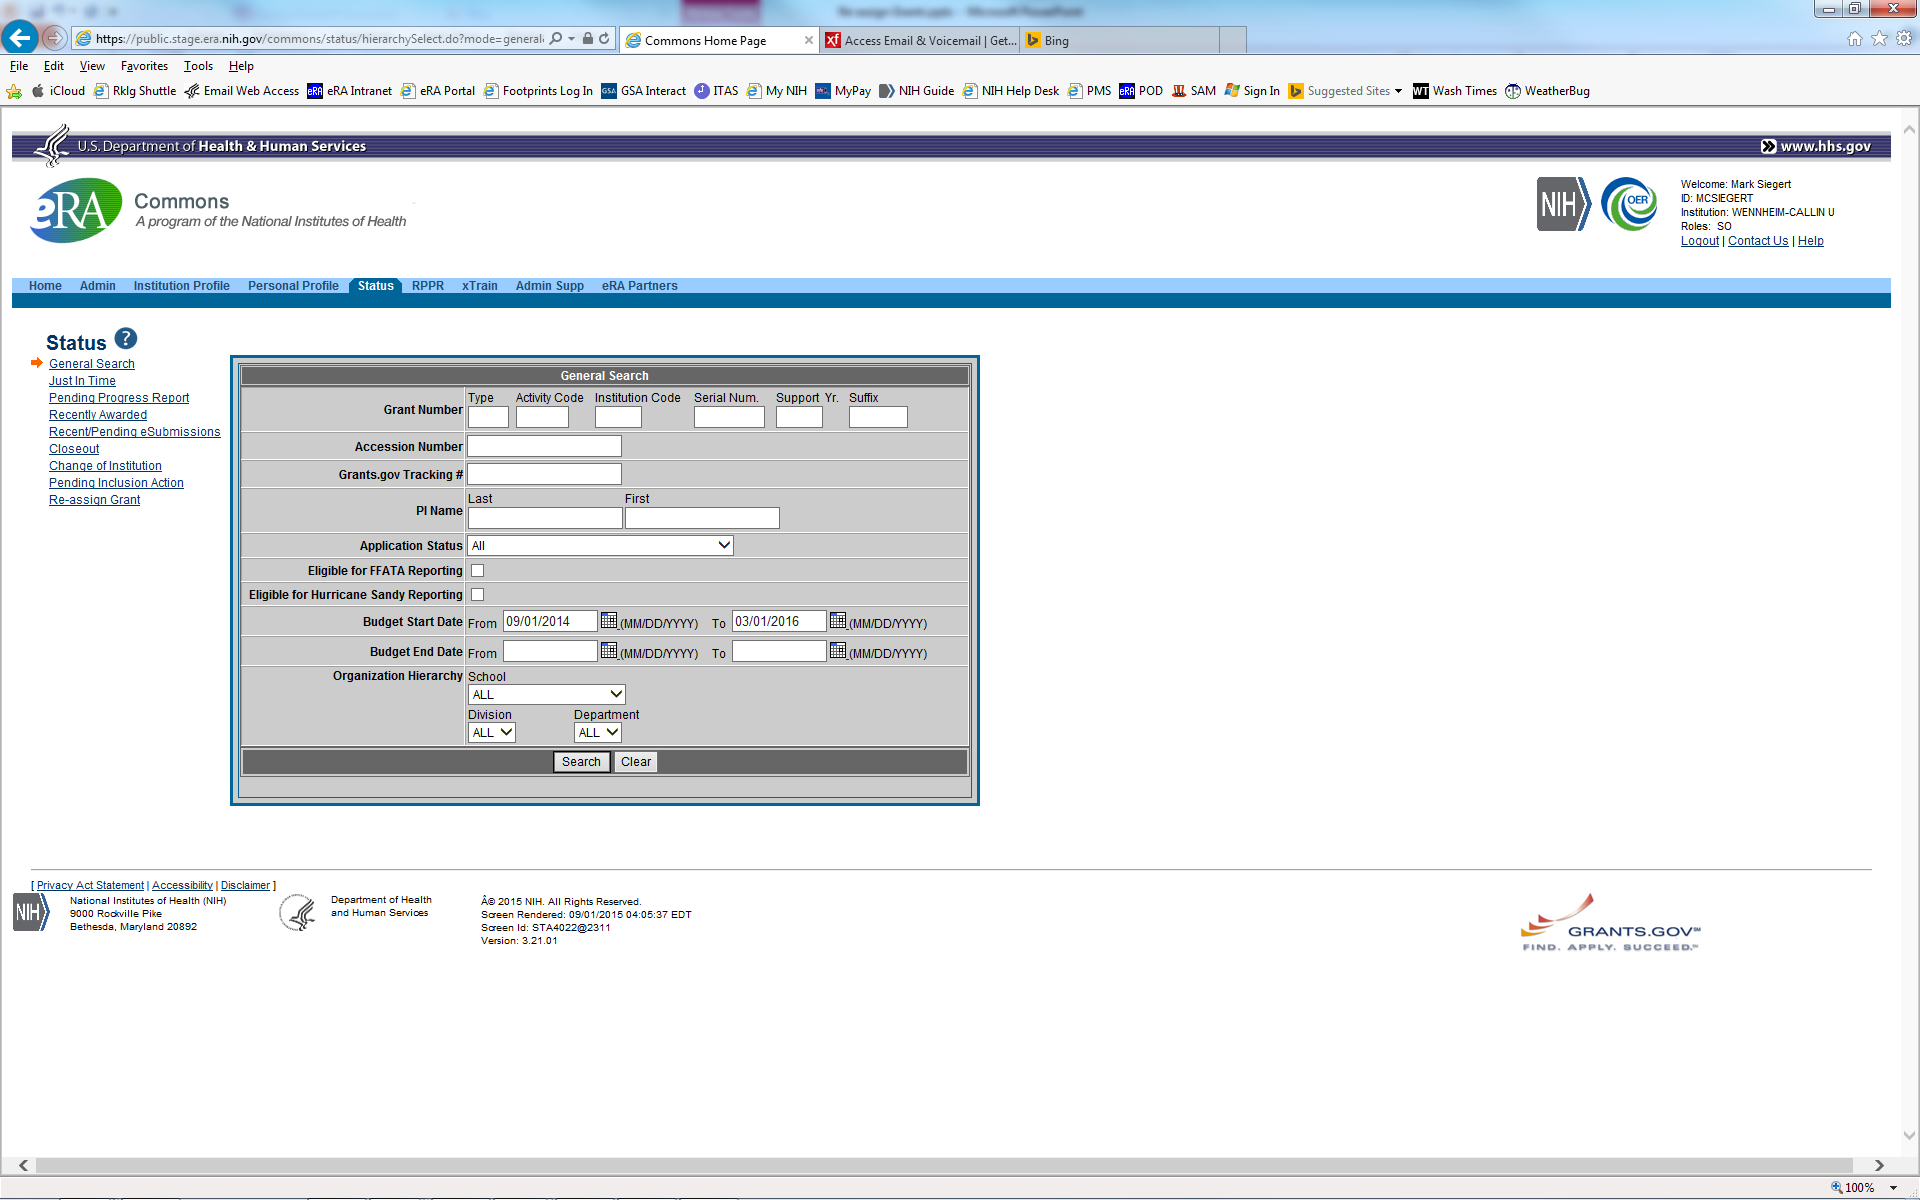 Re-assign Grants.pptx - Microsoft PowerPoint
https://public.stage.era.nih.gov/commons/status/hierarchySelect.do?mode=general
Commons Home Page
Access Email & Voicemail | Get...
Bing
File Edit View Favorites Tools Help
iCloud Rklg Shuttle Email Web Access eRA Intranet eRA Portal Footprints Log In GSA Interact ITAS My NIH MyPay NIH Guide NIH Help Desk PMS POD SAM Sign In Suggested Sites Wash Times WeatherBug
U.S. Department of Health & Human Services
www.hhs.gov
eRA Commons
A program of the National Institutes of Health
NIH
OER
Welcome: Mark Siegert
ID: MCSIEGERT
Institution: WENNHEIM-CALLIN U
Roles: SO
Logout | Contact Us | Help
Home Admin Institution Profile Personal Profile Status RPPR xTrain Admin Supp eRA Partners
Status ?
General Search
Just In Time
Pending Progress Report
Recently Awarded
Recent/Pending eSubmissions
Closeout
Change of Institution
Pending Inclusion Action
Re-assign Grant
General Search
Type Activity Code Institution Code Serial Num. Support Yr. Suffix
Grant Number
Accession Number
Grants.gov Tracking #
Last First
PI Name
Application Status All
Eligible for FFATA Reporting
Eligible for Hurricane Sandy Reporting
Budget Start Date From 09/01/2014 (MM/DD/YYYY) To 03/01/2016 (MM/DD/YYYY)
Budget End Date From (MM/DD/YYYY) To (MM/DD/YYYY)
Organization Hierarchy School
ALL
Division Department
ALL ALL
Search Clear
[ Privacy Act Statement | Accessibility | Disclaimer ]
NIH
National Institutes of Health (NIH)
9000 Rockville Pike
Bethesda, Maryland 20892
Department of Health
and Human Services
Â© 2015 NIH. All Rights Reserved.
Screen Rendered: 09/01/2015 04:05:37 EDT
Screen Id: STA4022@2311
Version: 3.21.01
GRANTS.GOV℠
FIND. APPLY. SUCCEED.℠
100%